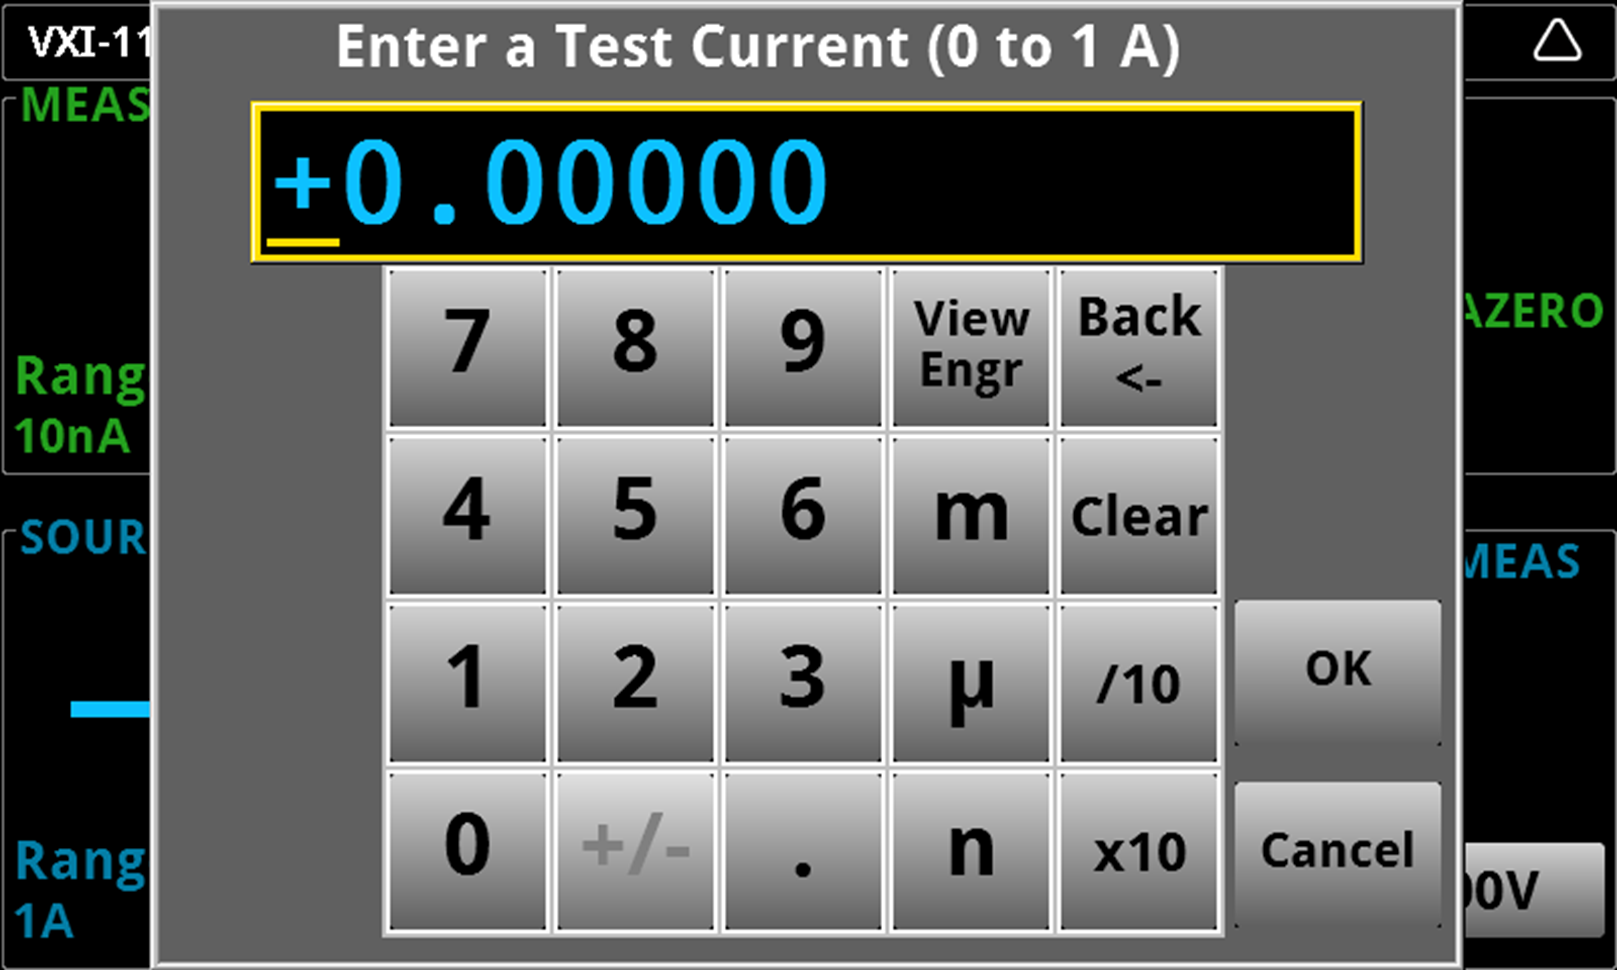 VXI-11
Enter a Test Current (0 to 1 A)
MEAS
+0.00000
7 8 9 View Engr Back <-
AZERO
Rang
10nA
4 5 6 m Clear
SOUR
MEAS
1 2 3 µ /10 OK
0 +/- . n x10 Cancel
Rang
1A
00V